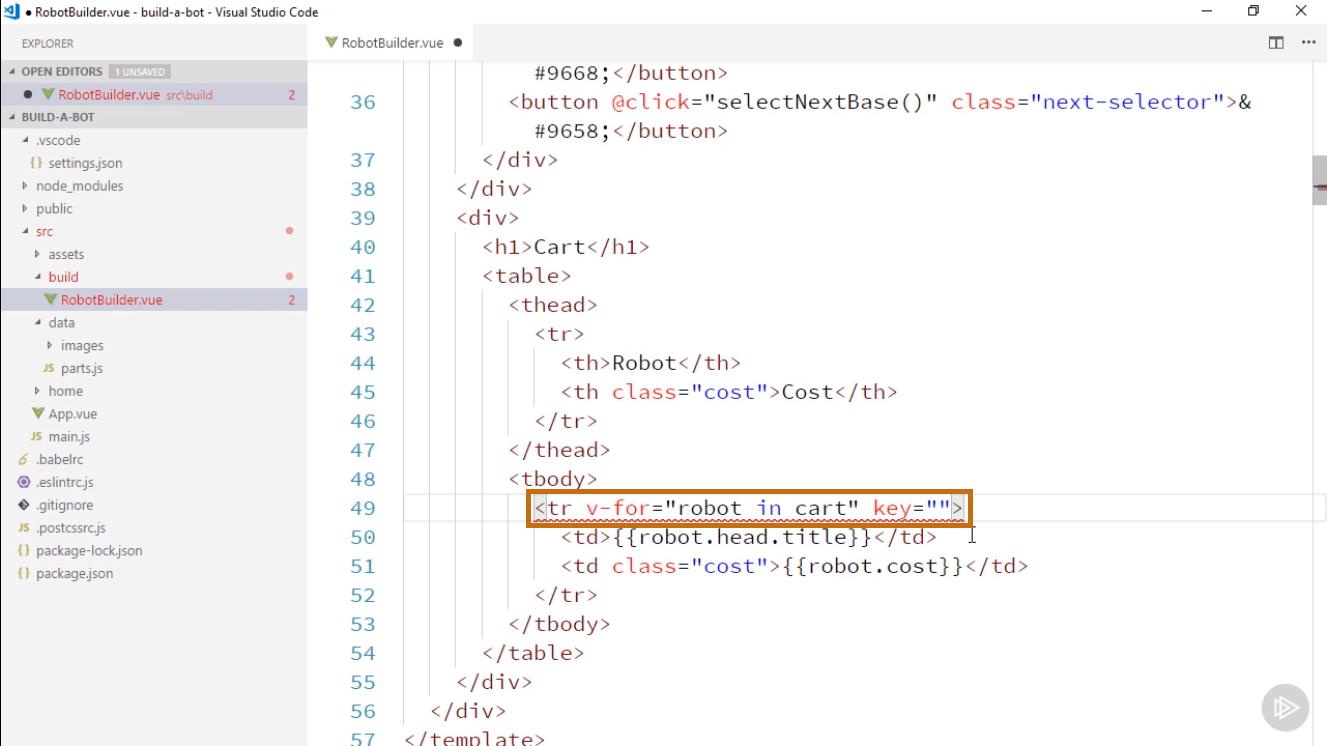 RobotBuilder.vue - build-a-bot - Visual Studio Code
EXPLORER
OPEN EDITORS 1 UNSAVED
RobotBuilder.vue src\build 2
BUILD-A-BOT
.vscode
{} settings.json
node_modules
public
src
assets
build
RobotBuilder.vue 2
data
images
JS parts.js
home
App.vue
JS main.js
.babelrc
.eslintrc.js
.gitignore
JS .postcssrc.js
{} package-lock.json
{} package.json
RobotBuilder.vue
#9668;</button>
36 <button @click="selectNextBase()" class="next-selector">&
#9658;</button>
37 </div>
38 </div>
39 <div>
40 <h1>Cart</h1>
41 <table>
42 <thead>
43 <tr>
44 <th>Robot</th>
45 <th class="cost">Cost</th>
46 </tr>
47 </thead>
48 <tbody>
49 <tr v-for="robot in cart" key="">
50 <td>{{robot.head.title}}</td>
51 <td class="cost">{{robot.cost}}</td>
52 </tr>
53 </tbody>
54 </table>
55 </div>
56 </div>
57 </template>